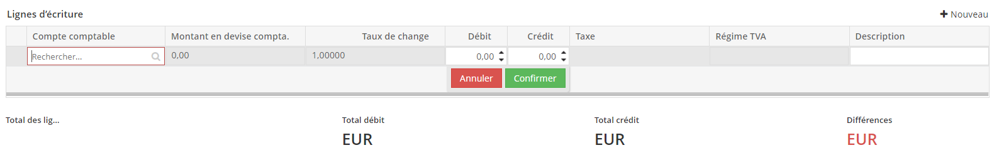 Lignes d’écriture
Nouveau
Compte comptable Montant en devise compta. Taux de change Débit Crédit Taxe Régime TVA Description
Rechercher... 0,00 1,00000 0,00 0,00
Annuler Confirmer
Total des lig... Total débit Total crédit Différences
EUR EUR EUR